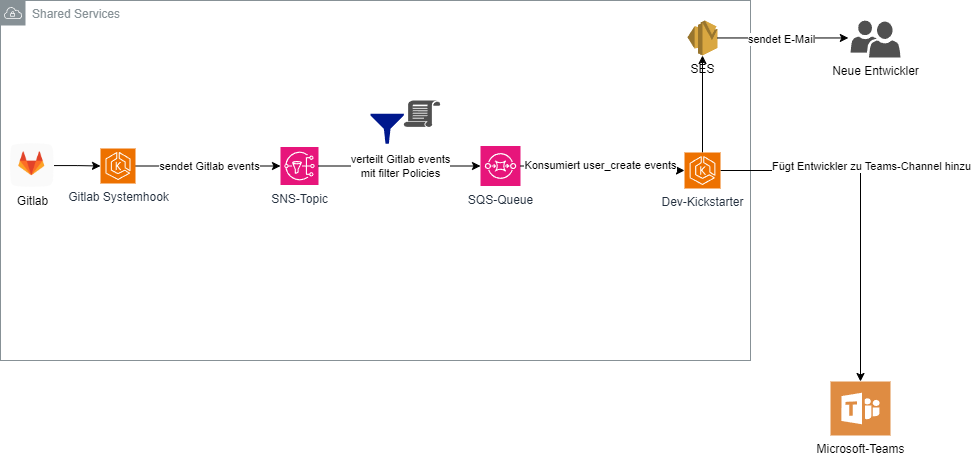 Shared Services
SES
sendet E-Mail
Neue Entwickler
Gitlab
Gitlab Systemhook
sendet Gitlab events
SNS-Topic
verteilt Gitlab events
mit filter Policies
SQS-Queue
Konsumiert user_create events
Dev-Kickstarter
Fügt Entwickler zu Teams-Channel hinzu
T
Microsoft-Teams